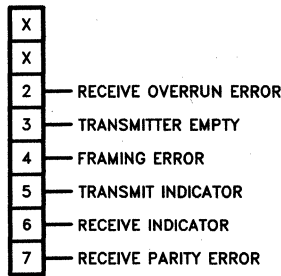 X
X
2 RECEIVE OVERRUN ERROR
3 TRANSMITTER EMPTY
4 FRAMING ERROR
5 TRANSMIT INDICATOR
6 RECEIVE INDICATOR
7 RECEIVE PARITY ERROR